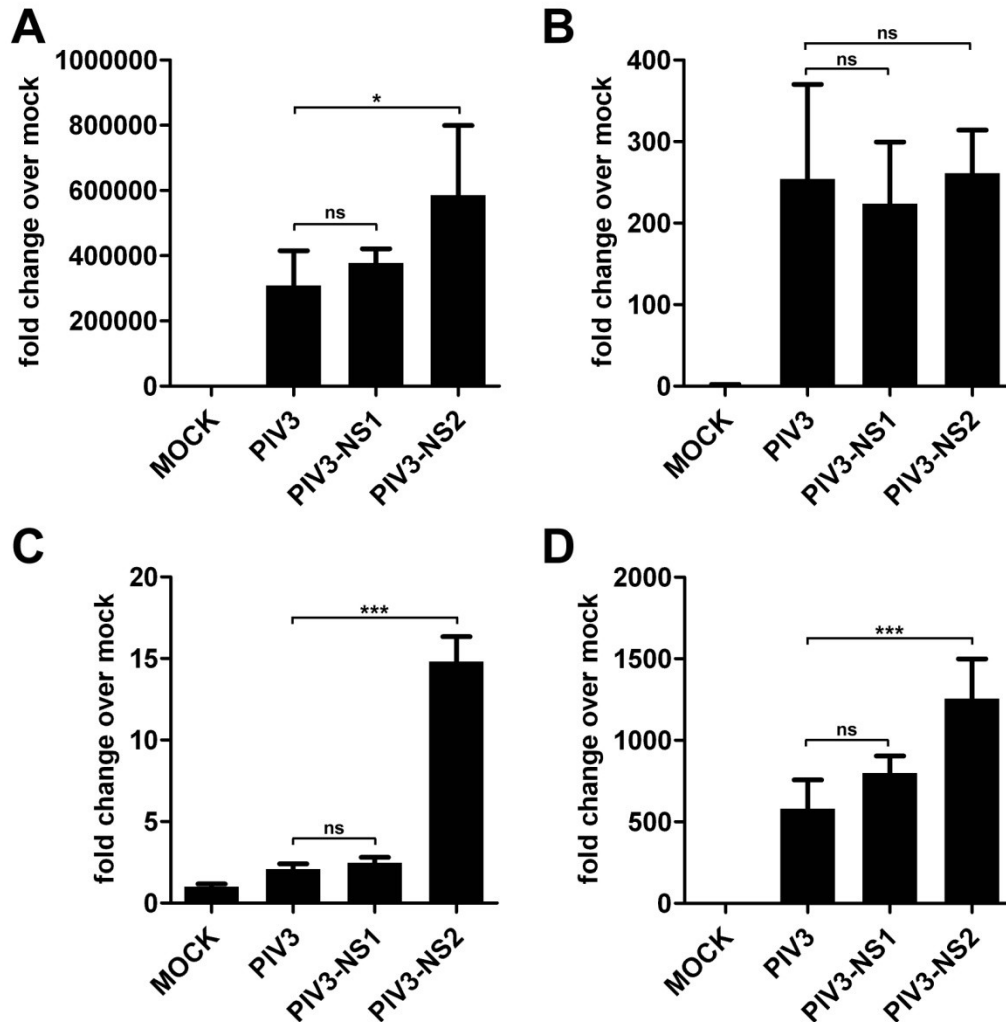 A
fold change over mock
1000000
800000
600000
400000
200000
0
*
ns
MOCK
PIV3
PIV3-NS1
PIV3-NS2
B
fold change over mock
400
300
200
100
0
ns
ns
MOCK
PIV3
PIV3-NS1
PIV3-NS2
C
fold change over mock
20
15
10
5
0
***
ns
MOCK
PIV3
PIV3-NS1
PIV3-NS2
D
fold change over mock
2000
1500
1000
500
0
***
ns
MOCK
PIV3
PIV3-NS1
PIV3-NS2